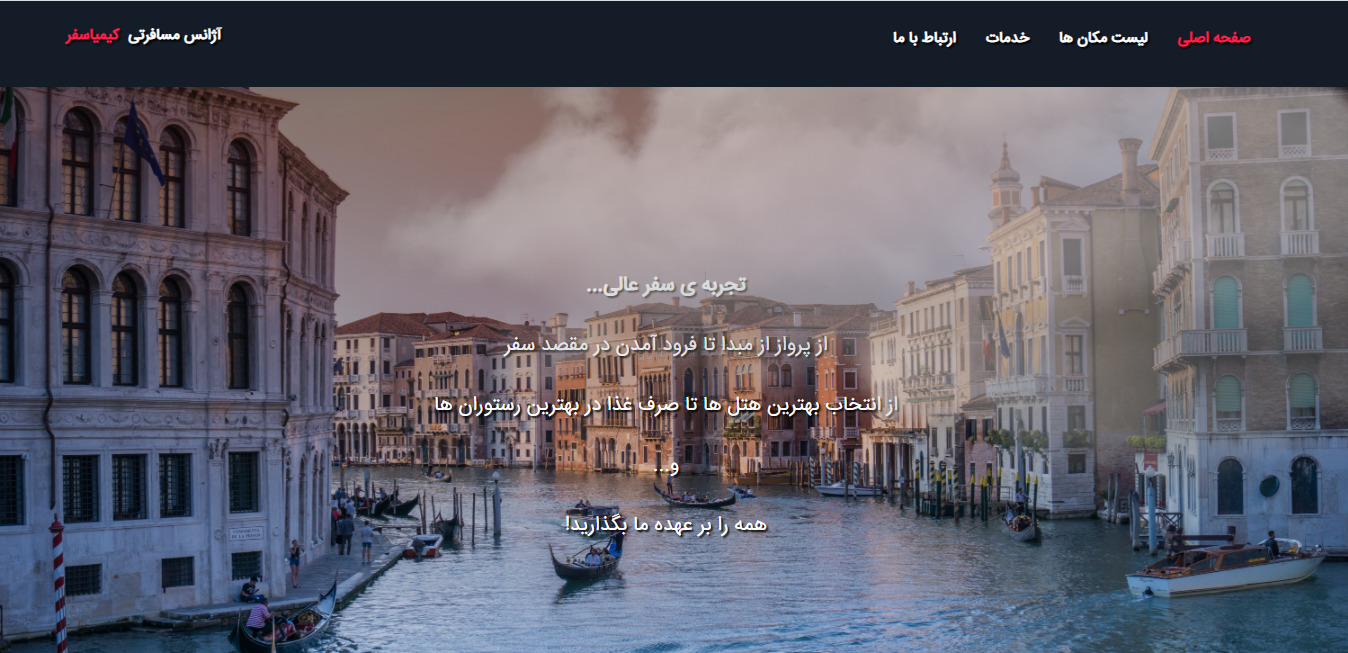 صفحه اصلی لیست مکان ها خدمات ارتباط با ما
آژانس مسافرتی کیمیاسفر
تجربه ی سفر عالی...
از پرواز از مبدا تا فرود آمدن در مقصد سفر
از انتخاب بهترین هتل ها تا صرف غذا در بهترین رستوران ها
و...
همه را بر عهده ما بگذارید!